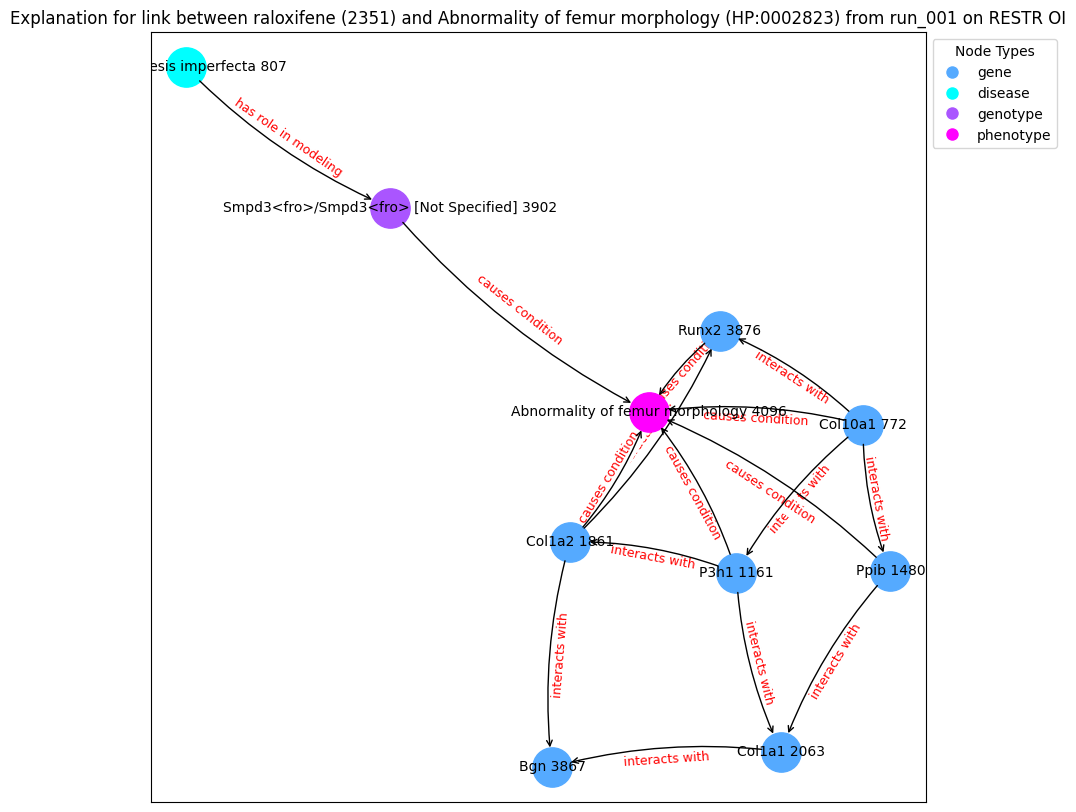 Explanation for link between raloxifene (2351) and Abnormality of femur morphology (HP:0002823) from run_001 on RESTR OI
Node Types
gene
disease
genotype
phenotype
esis imperfecta 807
has role in modeling
Smpd3<fro>/Smpd3<fro> [Not Specified] 3902
causes condition
Runx2 3876
interacts with
Abnormality of femur morphology 4096
causes condition
Col10a1 772
causes condition
causes condition
causes condition
interacts with
Col1a2 1861
interacts with
P3h1 1161
Ppib 1480
interacts with
interacts with
interacts with
Bgn 3867
interacts with
Col1a1 2063